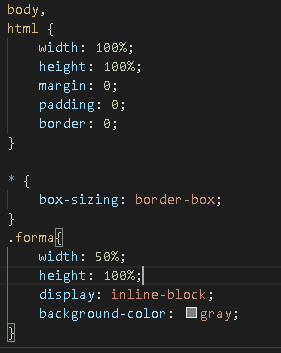 body,
html {
    width: 100%;
    height: 100%;
    margin: 0;
    padding: 0;
    border: 0;
}

* {
    box-sizing: border-box;
}
.forma{
    width: 50%;
    height: 100%;
    display: inline-block;
    background-color: gray;
}